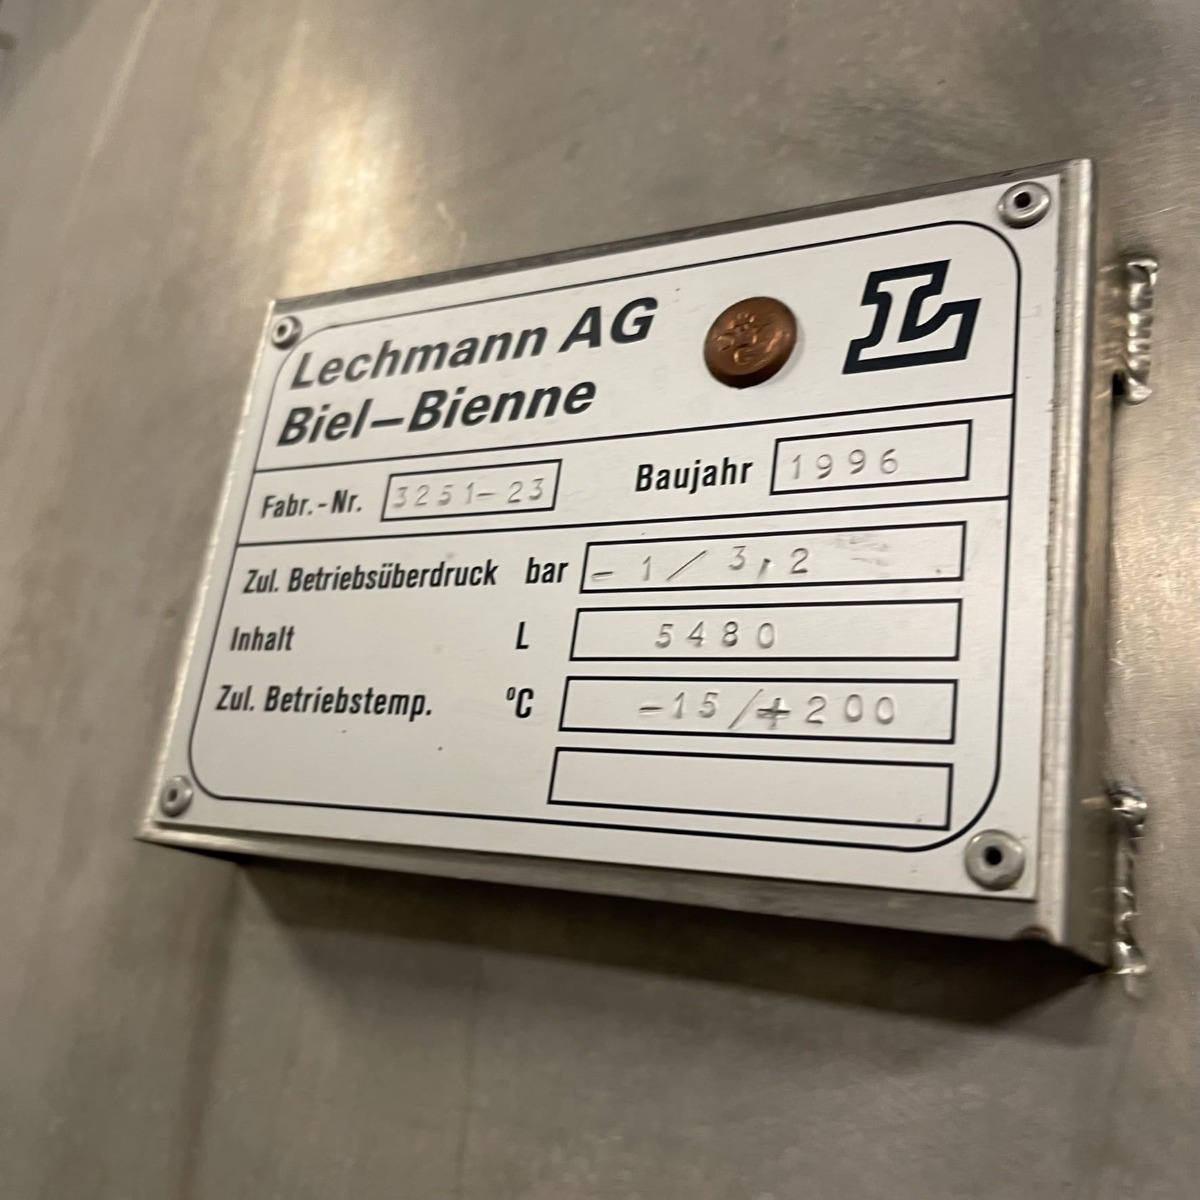 Lechmann AG
Biel–Bienne
L
Fabr.-Nr. 3251-23 Baujahr 1996
Zul. Betriebsüberdruck bar - 1 / 3,2
Inhalt L 5480
Zul. Betriebstemp. °C -15/+200